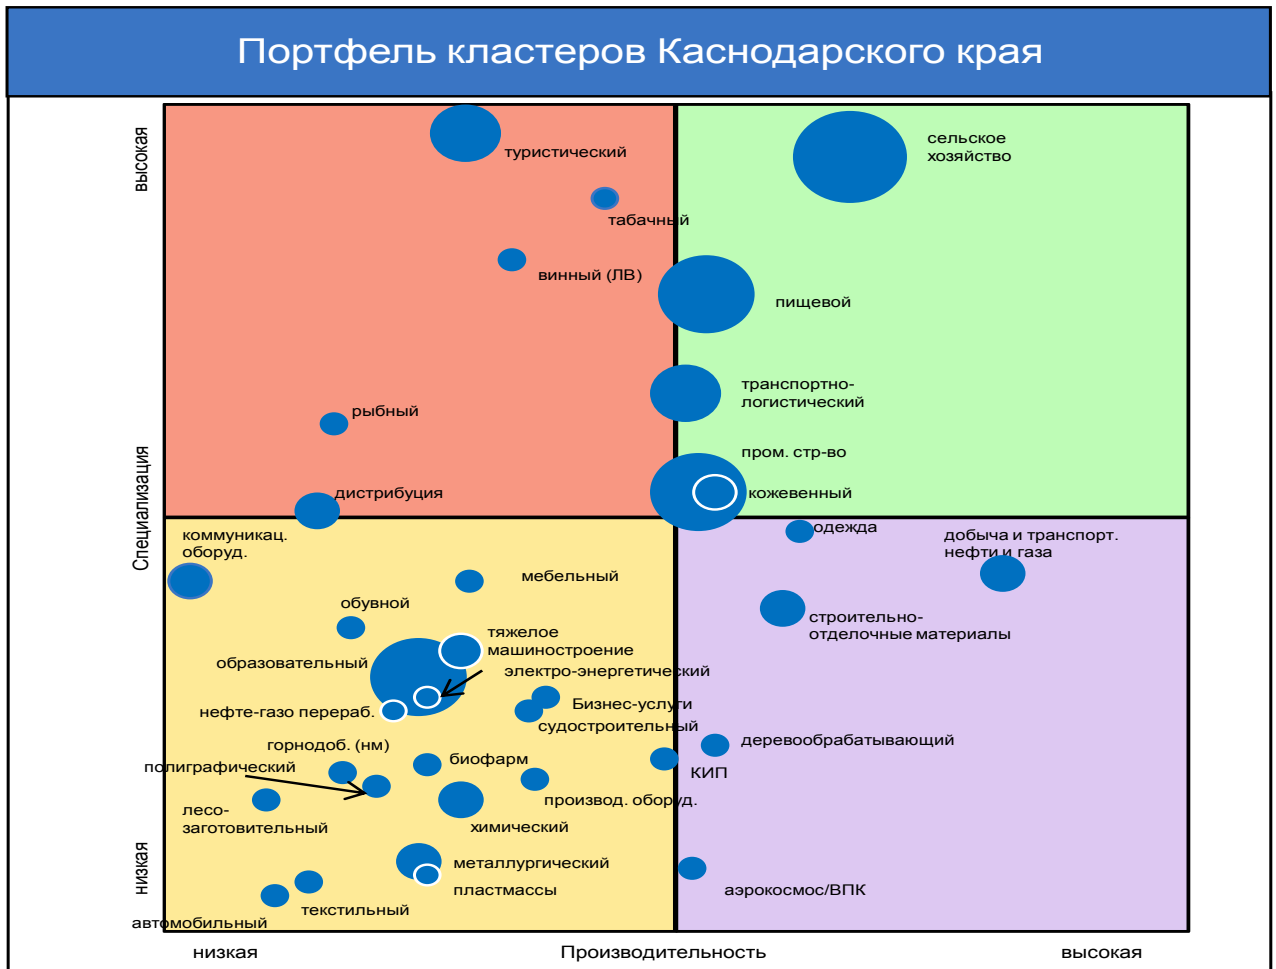 Портфель кластеров Каснодарского края
высокая
Специализация
низкая
туристический
сельское
хозяйство
табачный
винный (ЛВ)
пищевой
транспортно-
логистический
рыбный
пром. стр-во
дистрибуция
кожевенный
коммуникац.
оборуд.
одежда
добыча и транспорт.
нефти и газа
мебельный
обувной
строительно-
отделочные материалы
тяжелое
машиностроение
образовательный
электро-энергетический
нефте-газо перераб.
Бизнес-услуги
судостроительный
горнодоб. (нм)
деревообрабатывающий
полиграфический
биофарм
КИП
лесо-
заготовительный
производ. оборуд.
химический
металлургический
пластмассы
аэрокосмос/ВПК
текстильный
автомобильный
низкая
Производительность
высокая